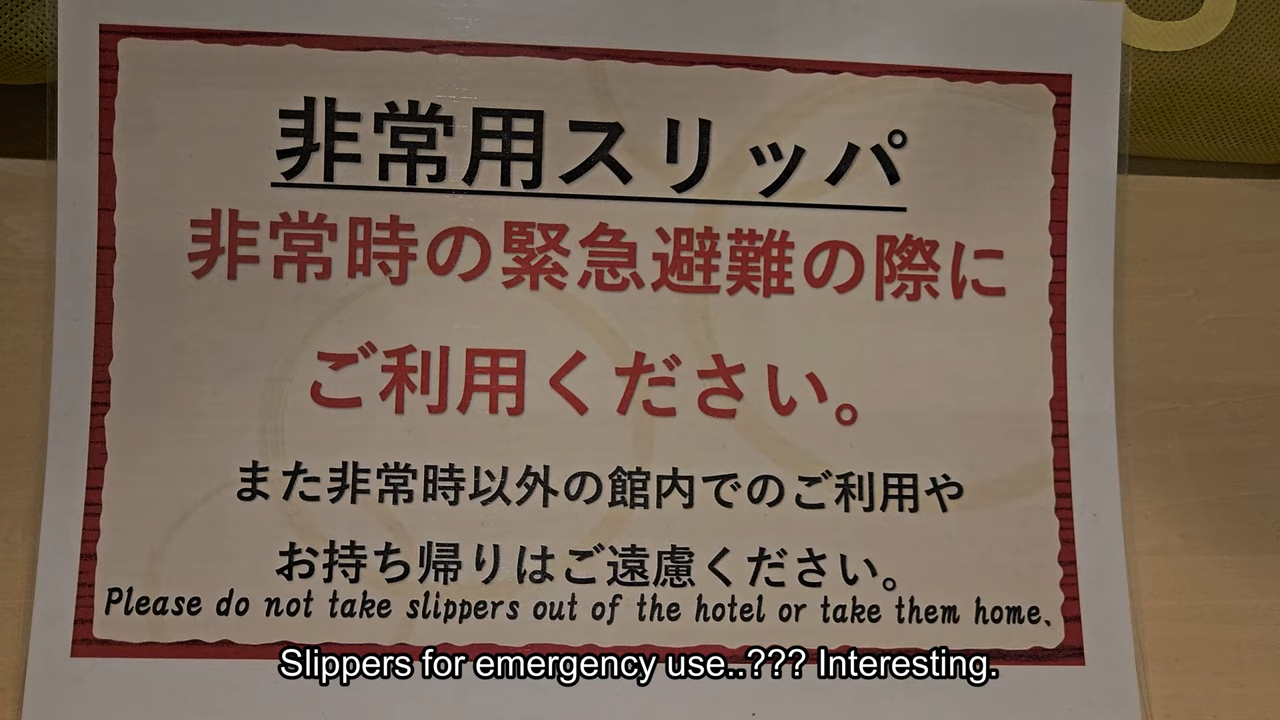 非常用スリッパ
非常時の緊急避難の際に
ご利用ください。
また非常時以外の館内でのご利用や
お持ち帰りはご遠慮ください。
Please do not take slippers out of the hotel or take them home.
Slippers for emergency use..??? Interesting.